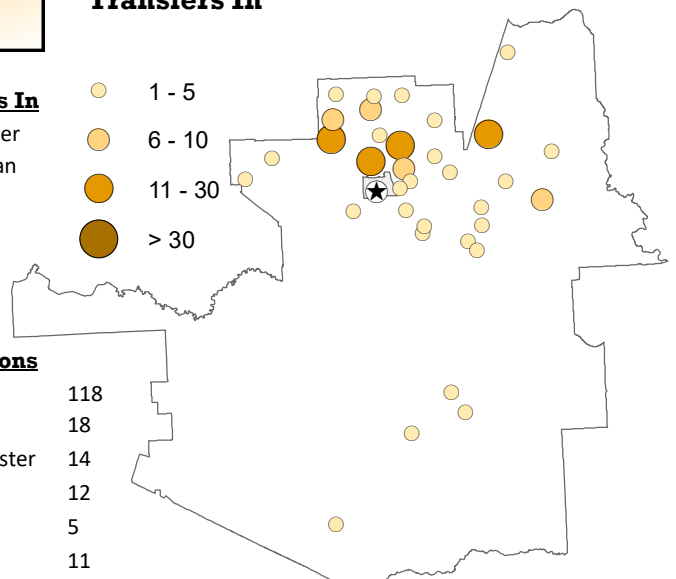 Transfers In
s In
er
an
1 - 5
6 - 10
11 - 30
> 30
ons
118
18
ster 14
12
5
11